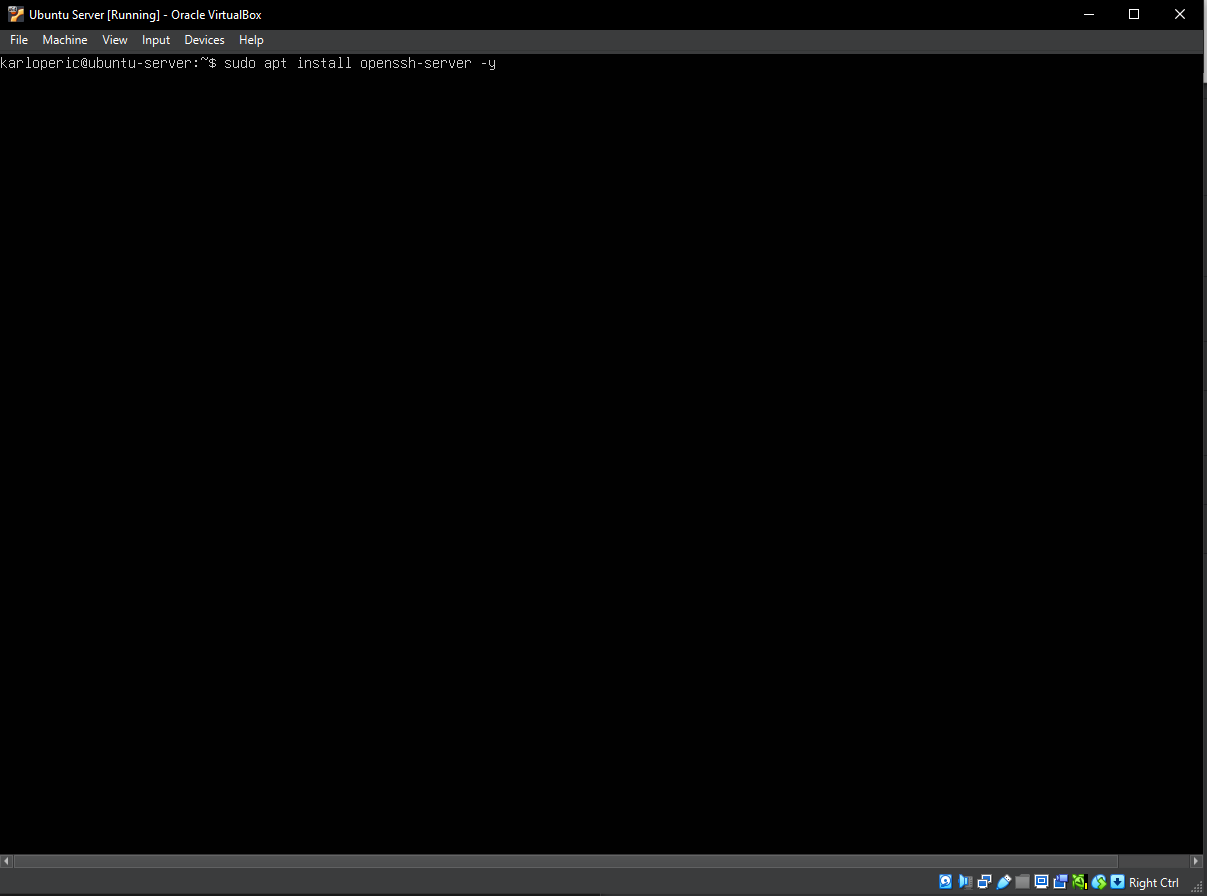 Ubuntu Server [Running] - Oracle VirtualBox
File Machine View Input Devices Help
karloperic@ubuntu-server:~$ sudo apt install openssh-server -y
Right Ctrl